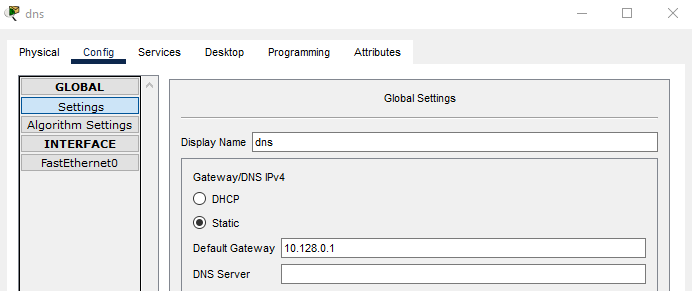 dns
Physical Config Services Desktop Programming Attributes
GLOBAL
Settings
Algorithm Settings
INTERFACE
FastEthernet0
Global Settings
Display Name dns
Gateway/DNS IPv4
DHCP
Static
Default Gateway 10.128.0.1
DNS Server